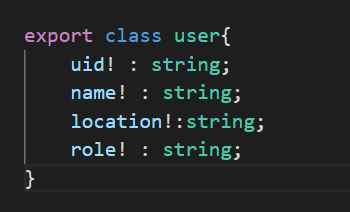 export class user{
    uid! : string;
    name! : string;
    location!:string;
    role! : string;
}